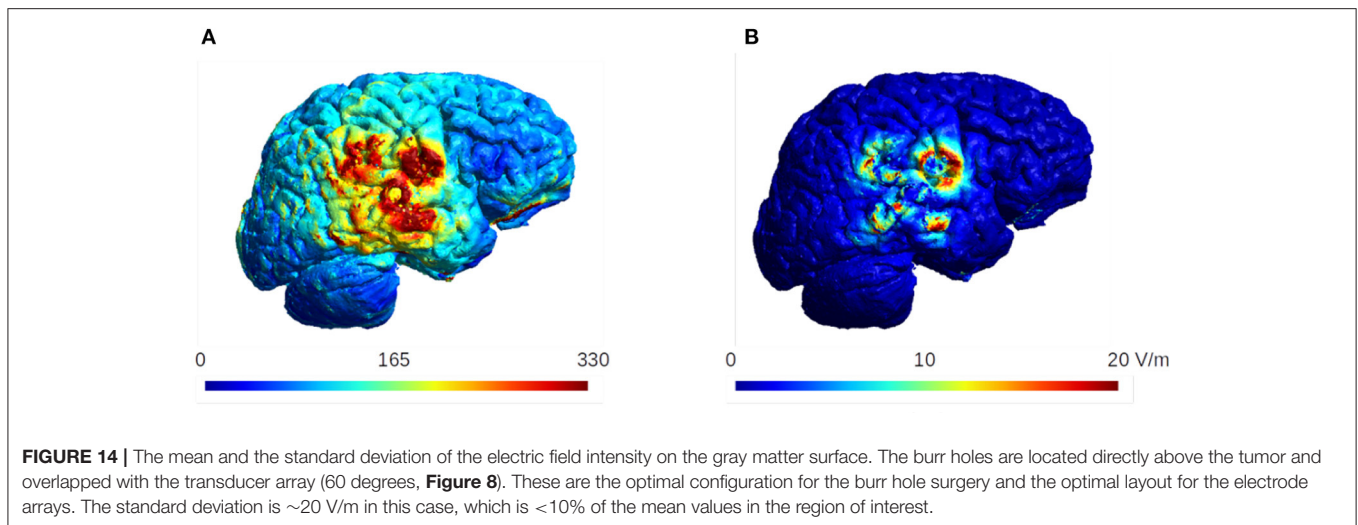 A
B
0 165 330
0 10 20 V/m
FIGURE 14 | The mean and the standard deviation of the electric field intensity on the gray matter surface. The burr holes are located directly above the tumor and
overlapped with the transducer array (60 degrees, Figure 8). These are the optimal configuration for the burr hole surgery and the optimal layout for the electrode
arrays. The standard deviation is ~20 V/m in this case, which is <10% of the mean values in the region of interest.